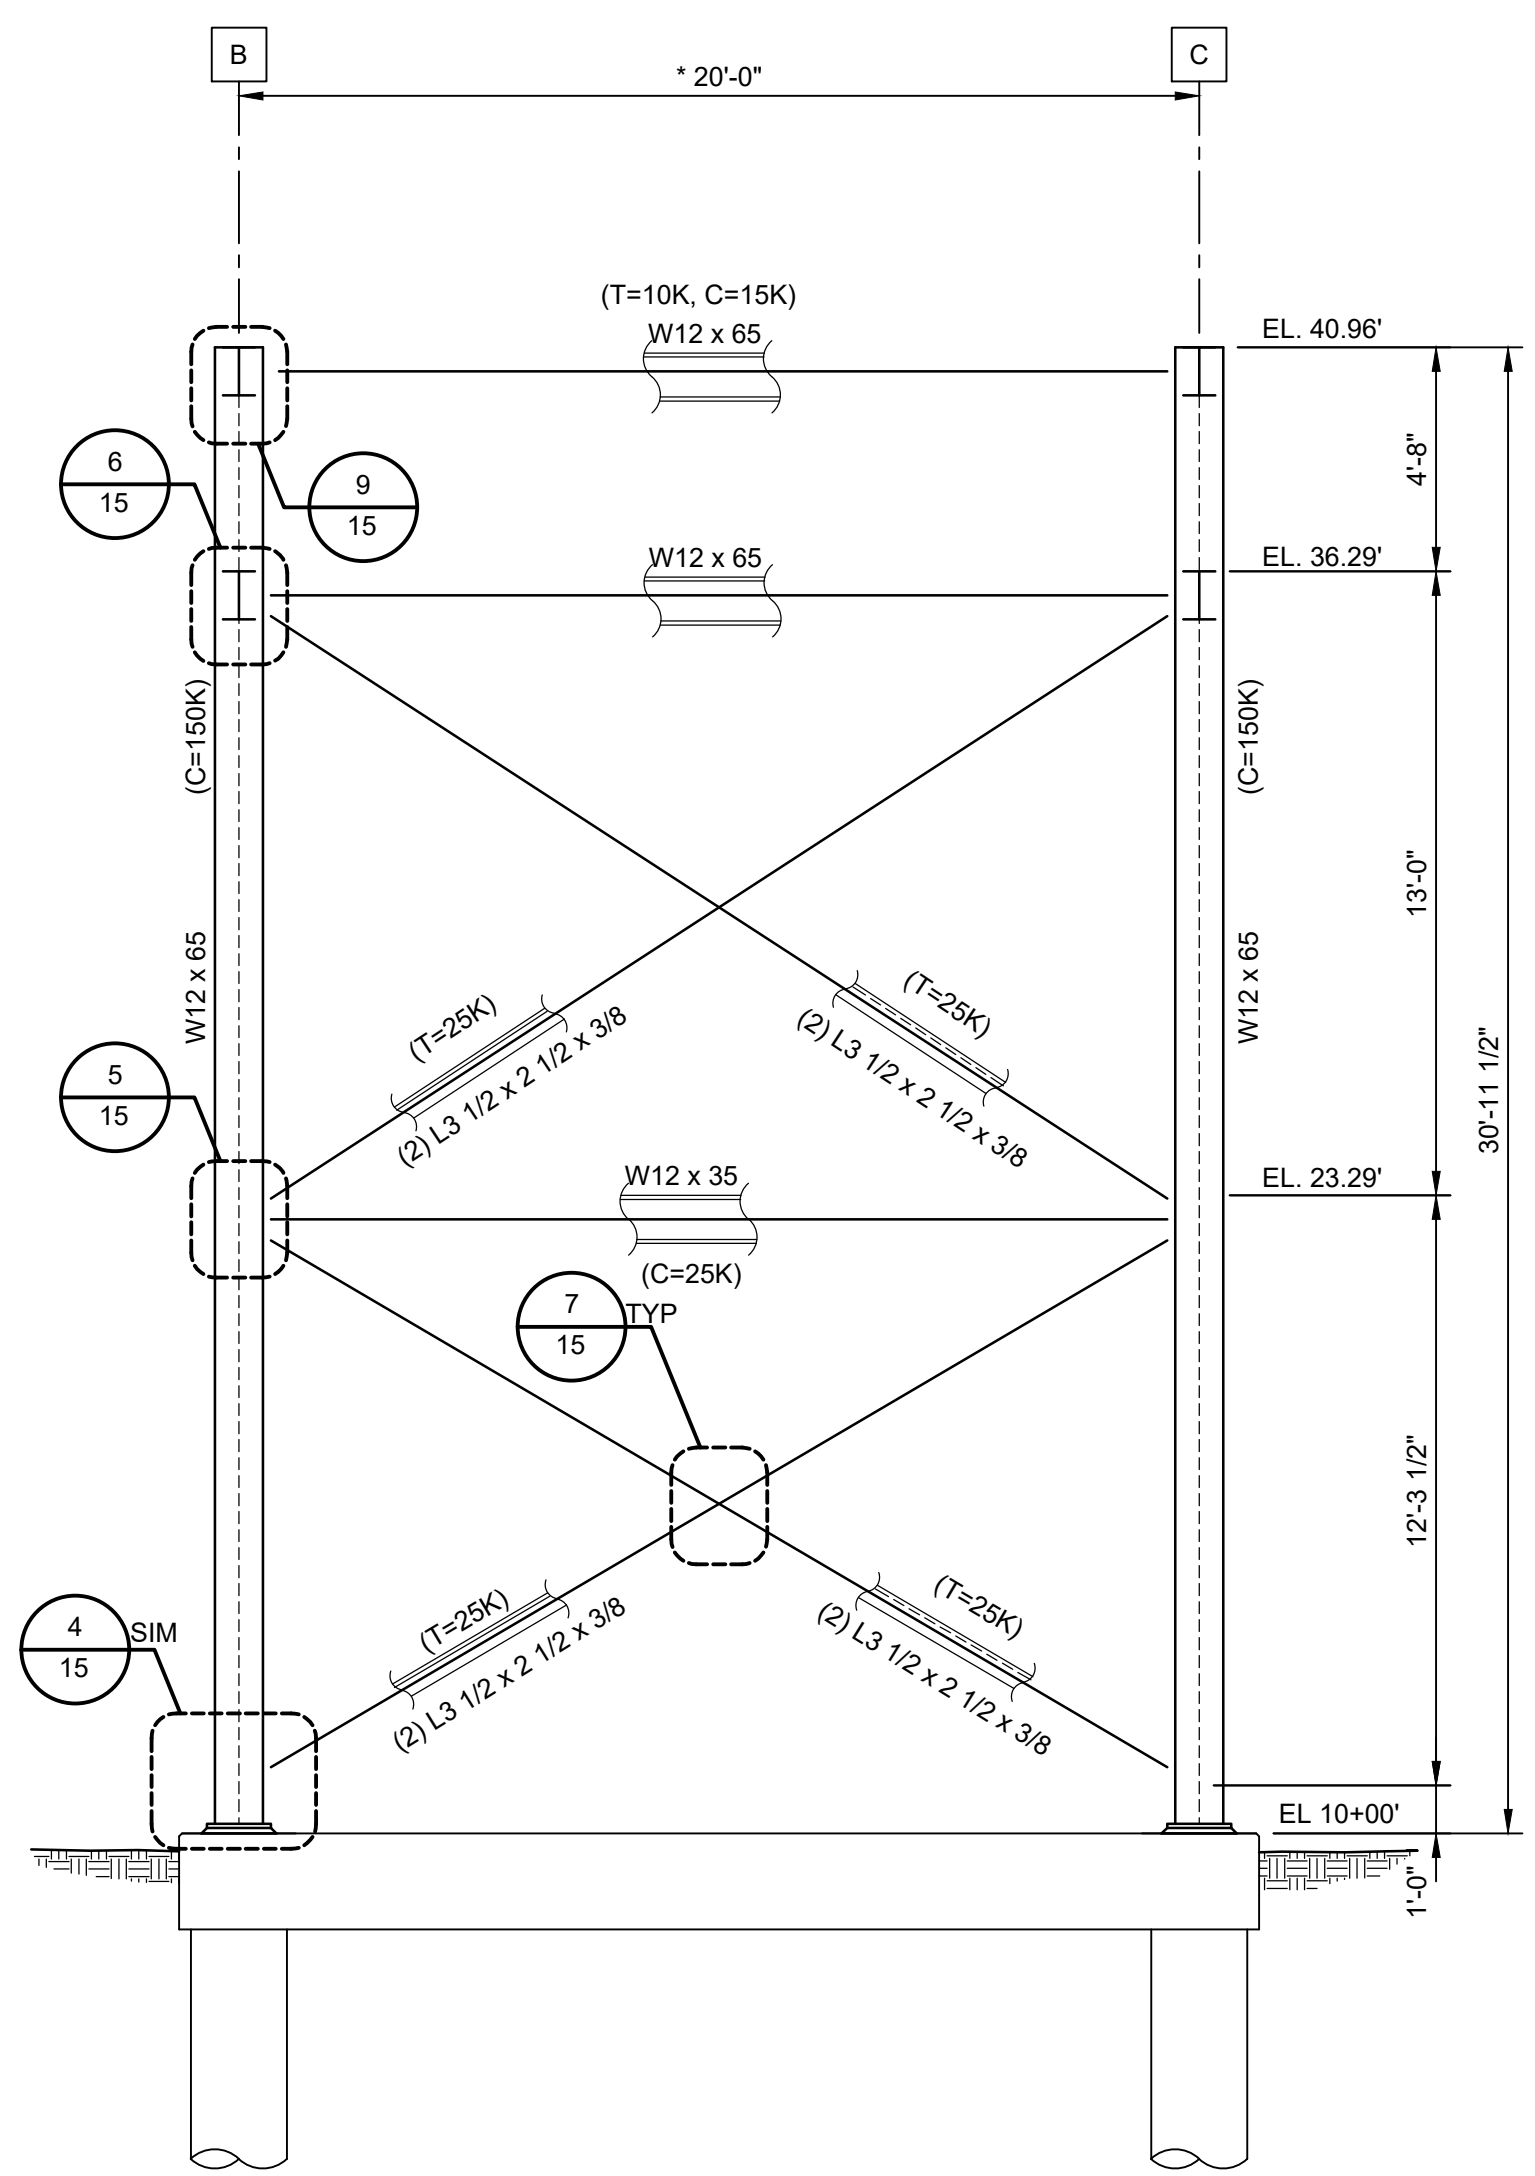 B
C
* 20'-0"
(T=10K, C=15K)
W12 x 65
EL. 40.96'
4'-8"
6
15
9
15
W12 x 65
EL. 36.29'
(C=150K)
(C=150K)
13'-0"
W12 x 65
W12 x 65
(T=25K)
(2) L3 1/2 x 2 1/2 x 3/8
(T=25K)
(2) L3 1/2 x 2 1/2 x 3/8
30'-11 1/2"
5
15
W12 x 35
(C=25K)
EL. 23.29'
7
15
TYP
12'-3 1/2"
(T=25K)
(2) L3 1/2 x 2 1/2 x 3/8
(T=25K)
(2) L3 1/2 x 2 1/2 x 3/8
4
15
SIM
EL 10+00'
1'-0"